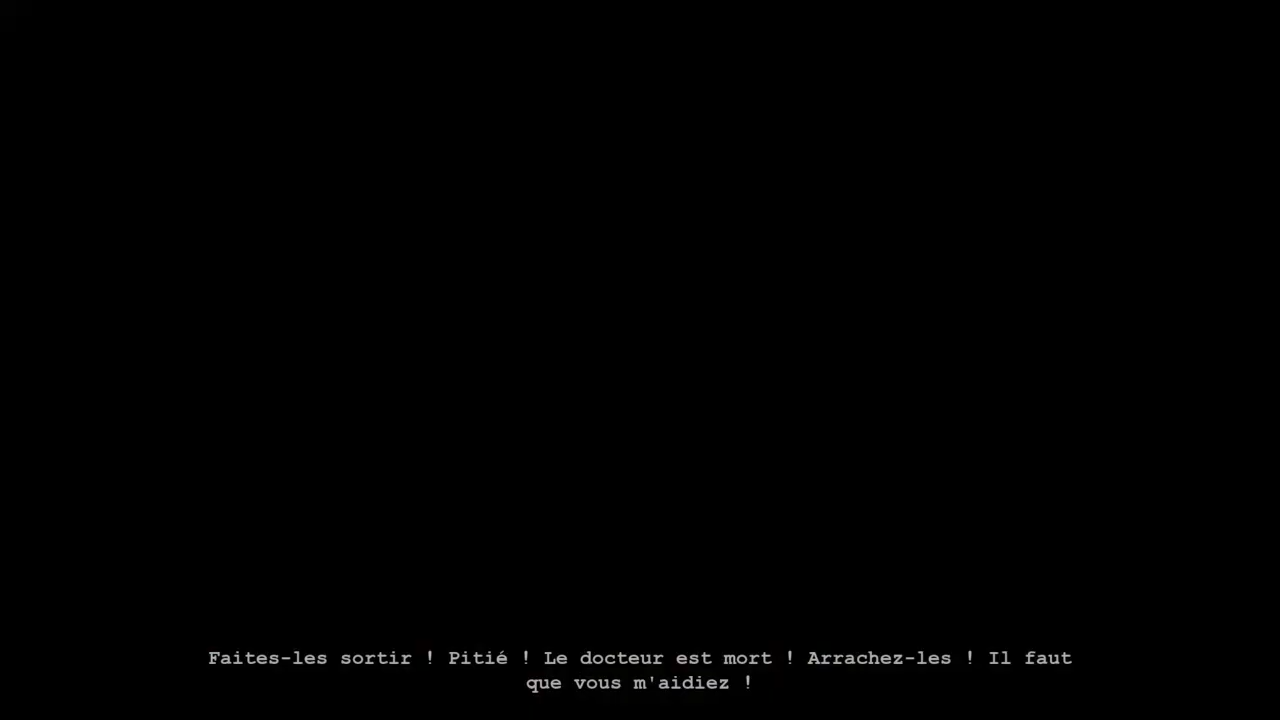 Faites-les sortir ! Pitié ! Le docteur est mort ! Arrachez-les ! Il faut
que vous m'aidiez !